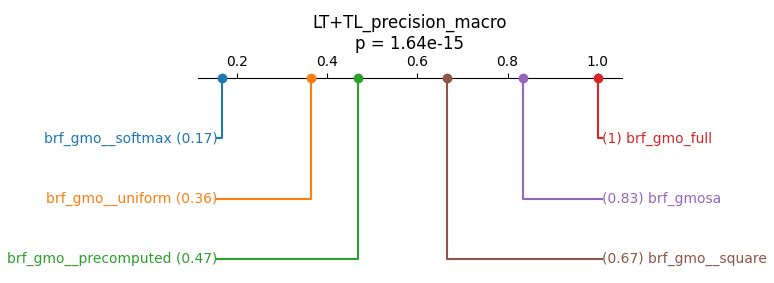 LT+TL_precision_macro
p = 1.64e-15
0.2 0.4 0.6 0.8 1.0
brf_gmo__softmax (0.17) (1) brf_gmo_full
brf_gmo__uniform (0.36) (0.83) brf_gmosa
brf_gmo__precomputed (0.47) (0.67) brf_gmo__square